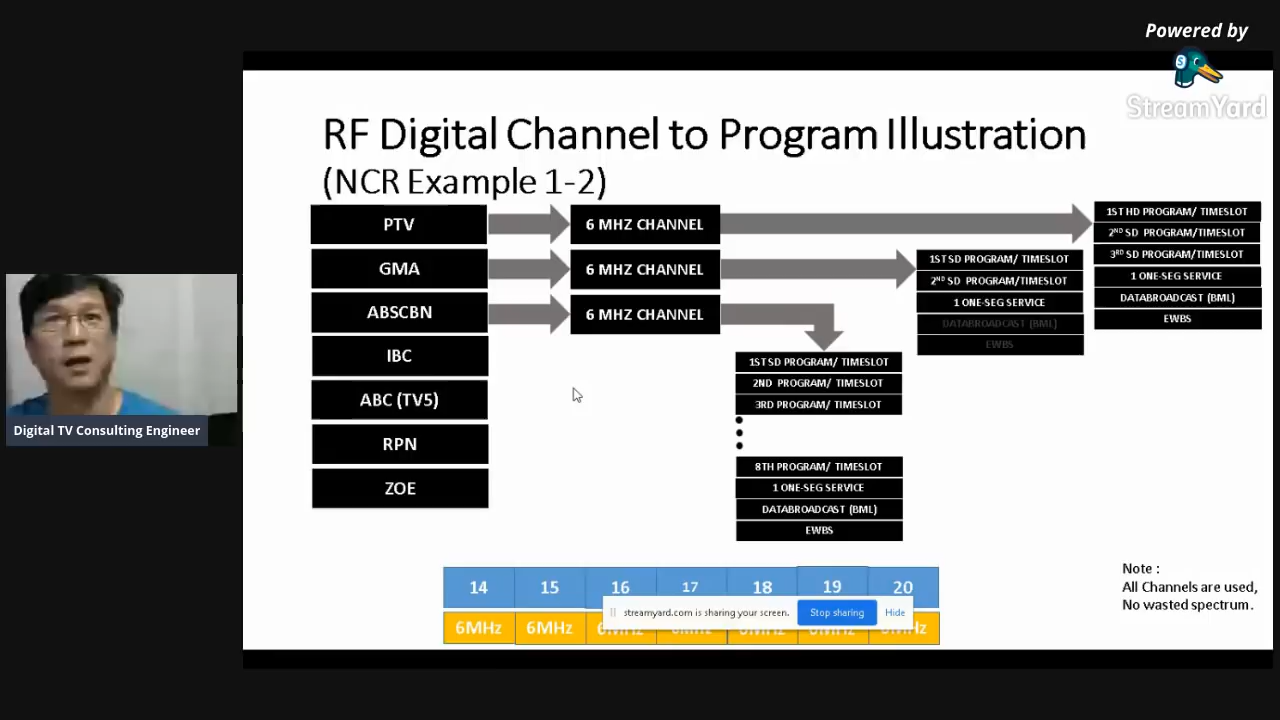 Powered by
StreamYard
RF Digital Channel to Program Illustration
(NCR Example 1-2)
PTV
GMA
ABSCBN
IBC
ABC (TV5)
RPN
ZOE
6 MHZ CHANNEL
6 MHZ CHANNEL
6 MHZ CHANNEL
1ST HD PROGRAM/ TIMESLOT
2ND SD PROGRAM/TIMESLOT
3RD SD PROGRAM/ TIMESLOT
1 ONE-SEG SERVICE
DATABROADCAST (BML)
EWBS
1ST SD PROGRAM/ TIMESLOT
2ND SD PROGRAM/TIMESLOT
1 ONE-SEG SERVICE
DATABROADCAST (BML)
EWBS
1ST SD PROGRAM/ TIMESLOT
2ND PROGRAM/ TIMESLOT
3RD PROGRAM/ TIMESLOT
8TH PROGRAM/ TIMESLOT
1 ONE-SEG SERVICE
DATABROADCAST (BML)
EWBS
Digital TV Consulting Engineer
14 15 16 17 18 19 20
streamyard.com is sharing your screen. Stop sharing Hide
6MHz 6MHz 6MHz 6MHz 6MHz 6MHz 6MHz
Note :
All Channels are used,
No wasted spectrum.